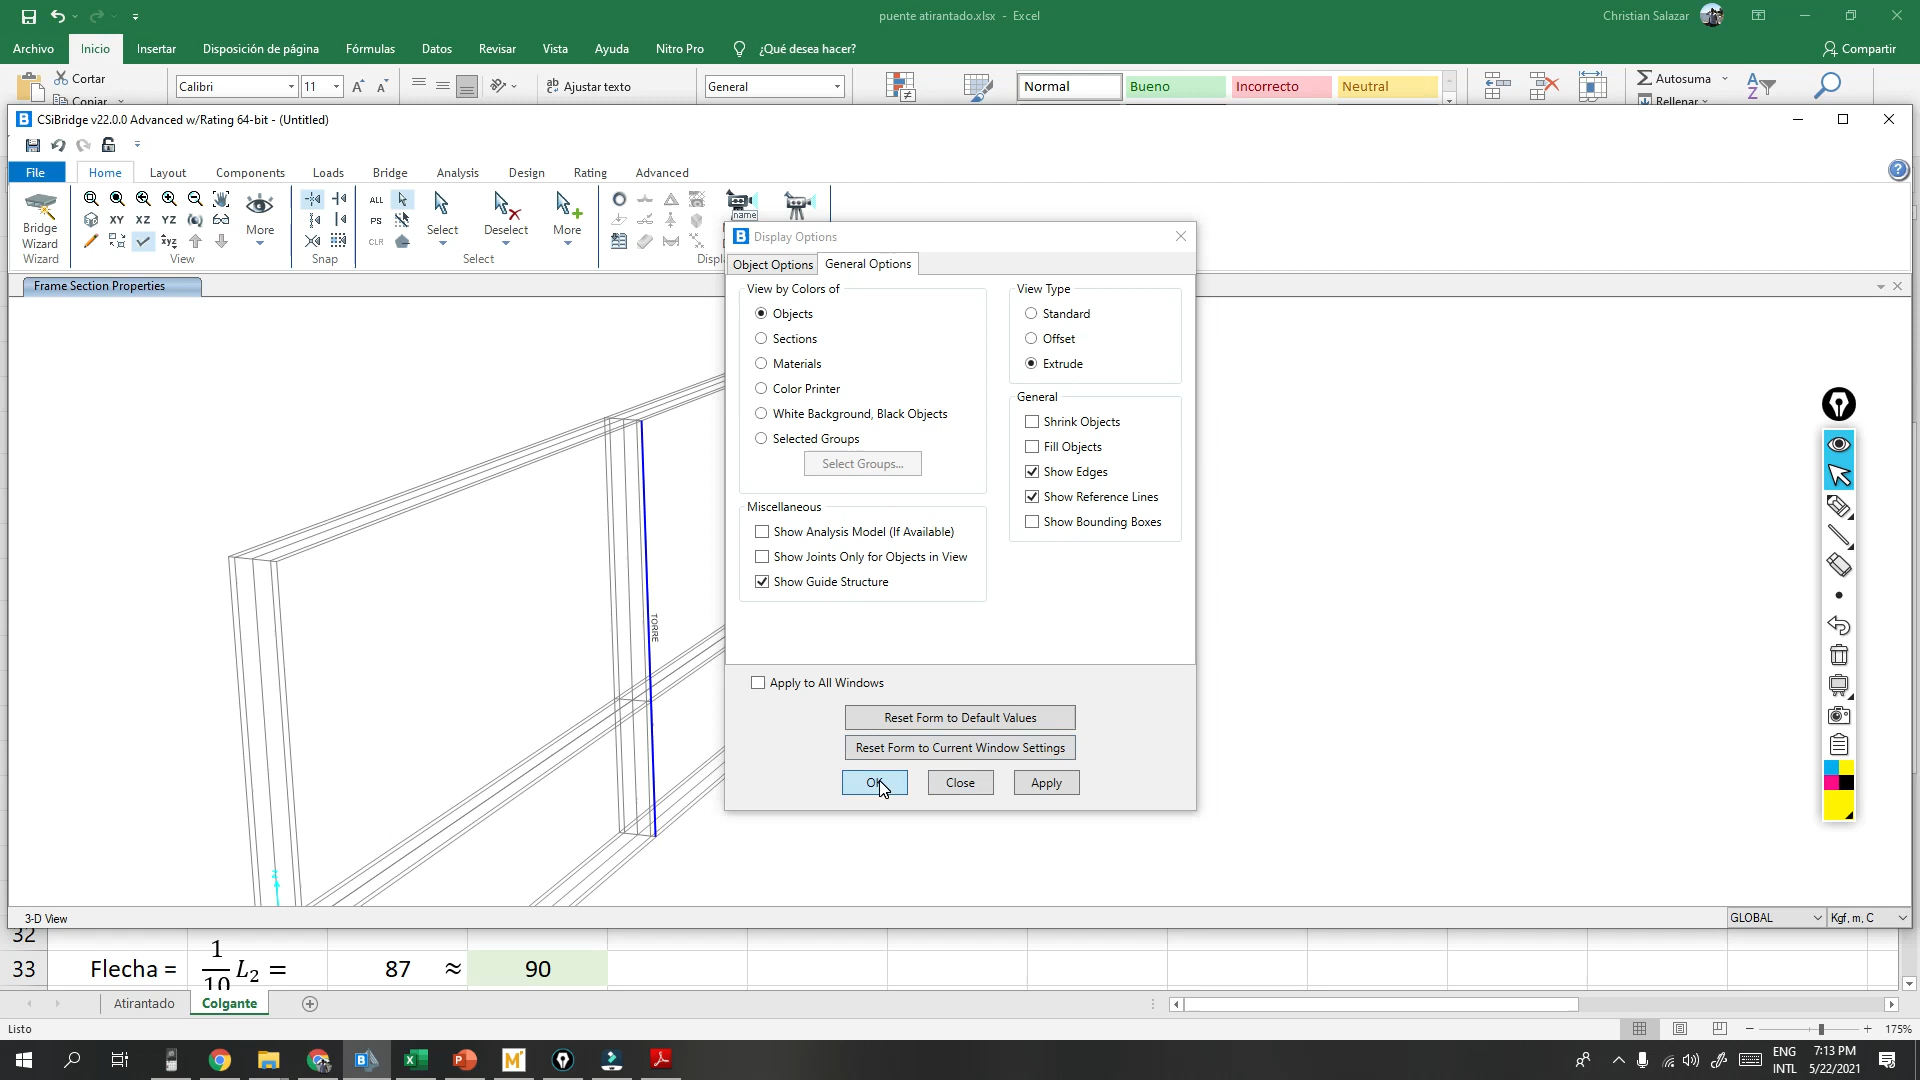 puente atirantado.xlsx - Excel
Christian Salazar
Archivo Inicio Insertar Disposición de página Fórmulas Datos Revisar Vista Ayuda Nitro Pro ¿Qué desea hacer? Compartir
Cortar Calibri 11 Ajustar texto General Normal Bueno Incorrecto Neutral Autosuma
Copiar Rellenar
CSiBridge v22.0.0 Advanced w/Rating 64-bit - (Untitled)
File Home Layout Components Loads Bridge Analysis Design Rating Advanced
ALL
XY XZ YZ PS name
Bridge Wizard More Select Deselect More
xyz CLR
Wizard View Snap Select Displ
Frame Section Properties
TORRE
Z
Display Options
Object Options General Options
View by Colors of
Objects
Sections
Materials
Color Printer
White Background, Black Objects
Selected Groups
Select Groups...
View Type
Standard
Offset
Extrude
General
Shrink Objects
Fill Objects
Show Edges
Show Reference Lines
Show Bounding Boxes
Miscellaneous
Show Analysis Model (If Available)
Show Joints Only for Objects in View
Show Guide Structure
Apply to All Windows
Reset Form to Default Values
Reset Form to Current Window Settings
OK Close Apply
3-D View GLOBAL Kgf, m, C
32
33 Flecha = 1/10 L₂ = 87 ≈ 90
Atirantado Colgante
Listo 175%
ENG 7:13 PM
INTL 5/22/2021